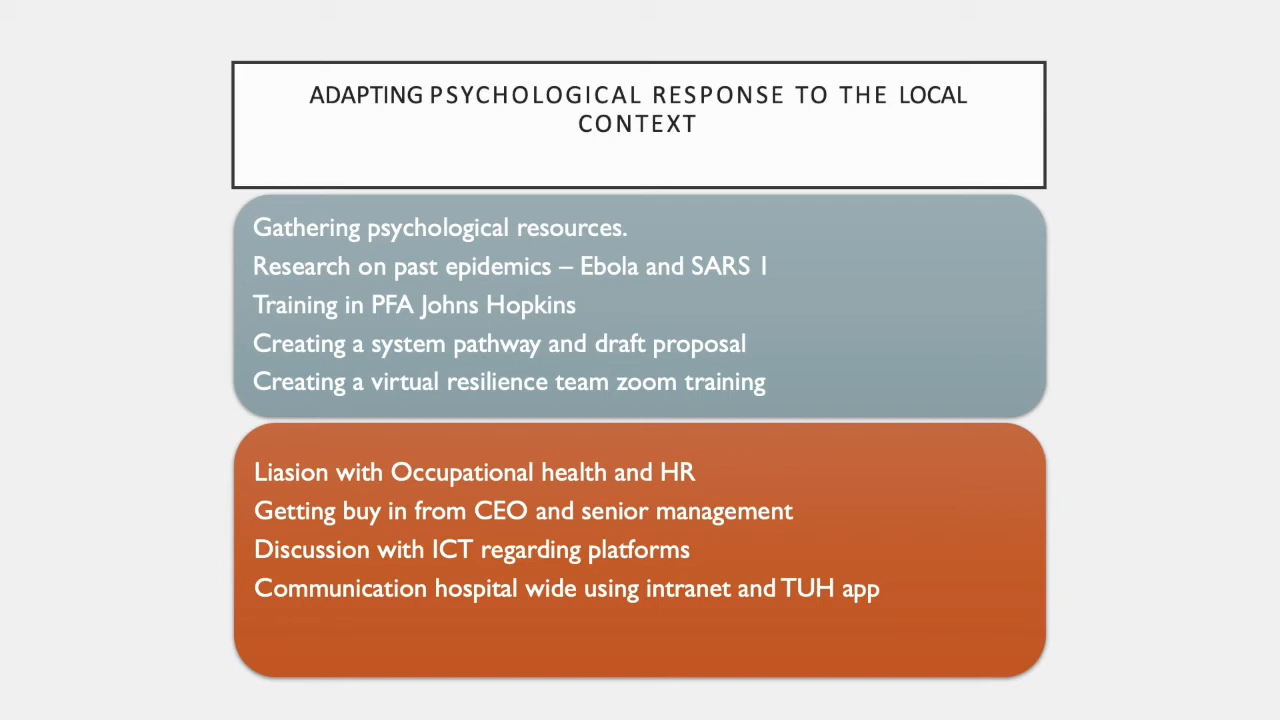 ADAPTING PSYCHOLOGICAL RESPONSE TO THE LOCAL
CONTEXT
Gathering psychological resources.
Research on past epidemics – Ebola and SARS 1
Training in PFA Johns Hopkins
Creating a system pathway and draft proposal
Creating a virtual resilience team zoom training
Liasion with Occupational health and HR
Getting buy in from CEO and senior management
Discussion with ICT regarding platforms
Communication hospital wide using intranet and TUH app